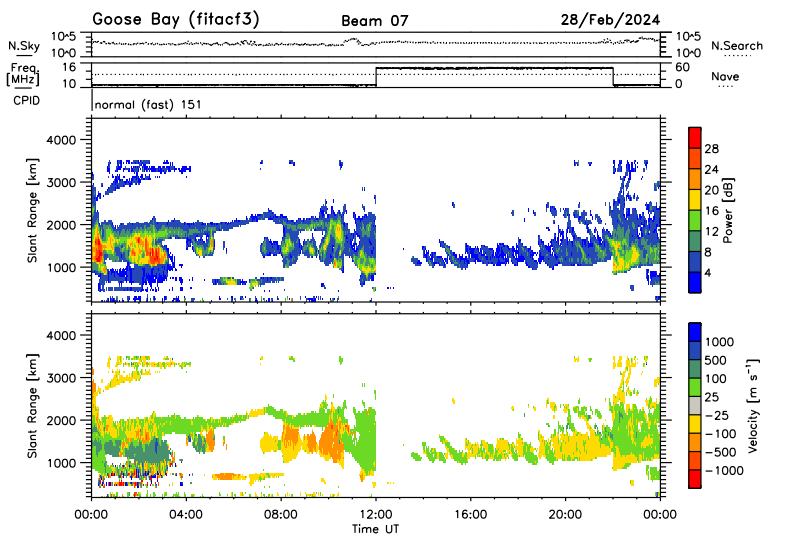 Goose Bay (fitacf3) Beam 07 28/Feb/2024
N.Sky 10^5 10^0 10^5 10^0 N.Search
Freq. [MHz] 16 10 60 0 Nave
CPID normal (fast) 151
Slant Range [km] 4000 3000 2000 1000
28 24 20 16 12 8 4 Power [dB]
Slant Range [km] 4000 3000 2000 1000
1000 500 100 25 −25 −100 −500 −1000 Velocity [m s⁻¹]
00:00 04:00 08:00 12:00 16:00 20:00 00:00
Time UT